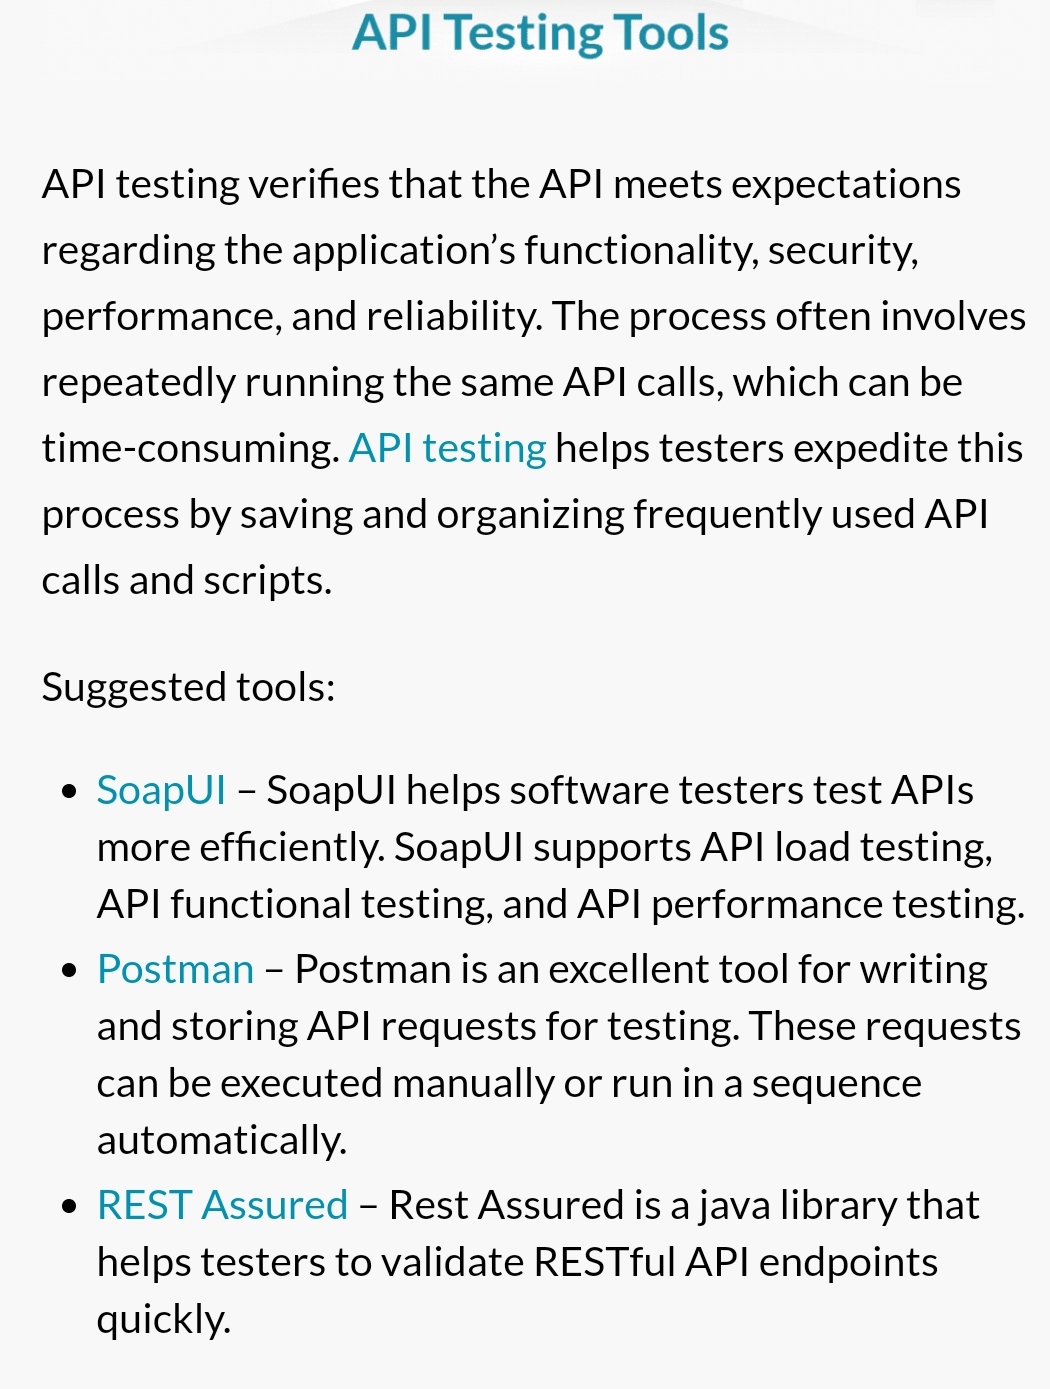 API Testing Tools
API testing verifies that the API meets expectations
regarding the application’s functionality, security,
performance, and reliability. The process often involves
repeatedly running the same API calls, which can be
time-consuming. API testing helps testers expedite this
process by saving and organizing frequently used API
calls and scripts.
Suggested tools:
• SoapUI – SoapUI helps software testers test APIs
more efficiently. SoapUI supports API load testing,
API functional testing, and API performance testing.
• Postman – Postman is an excellent tool for writing
and storing API requests for testing. These requests
can be executed manually or run in a sequence
automatically.
• REST Assured – Rest Assured is a java library that
helps testers to validate RESTful API endpoints
quickly.